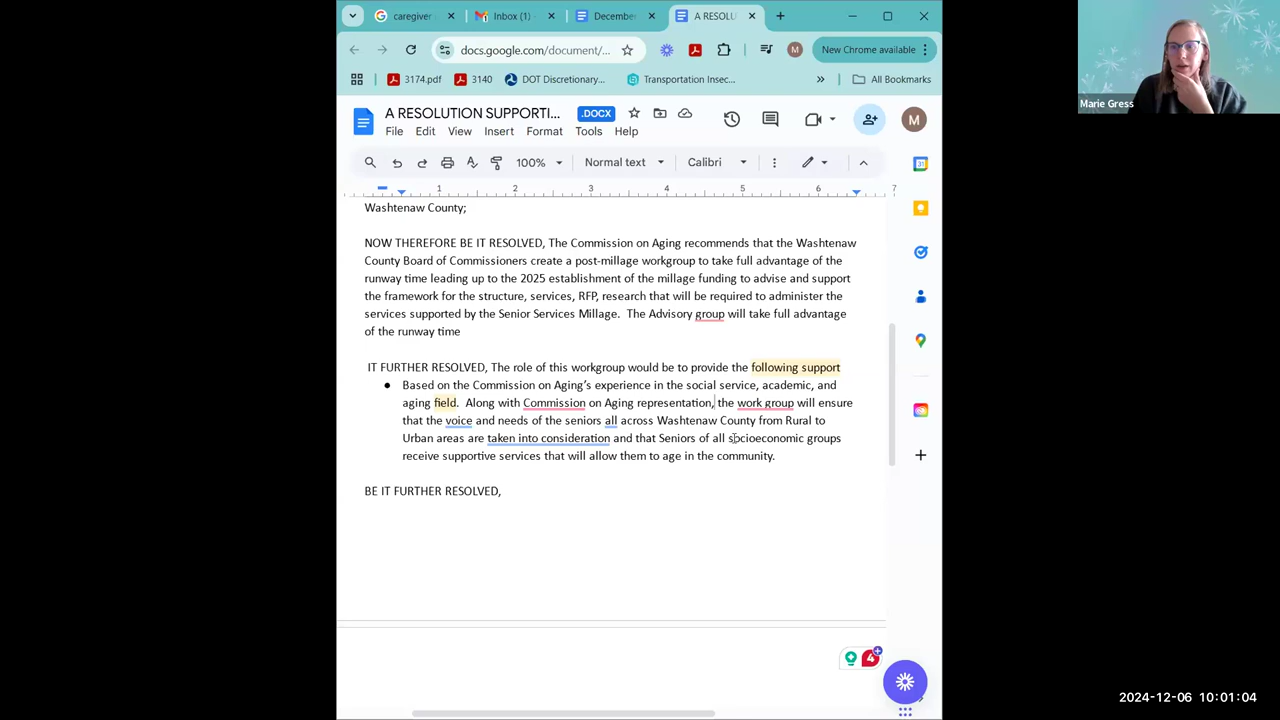 caregiver
Inbox (1)
December
A RESOLU
docs.google.com/document/...
M
New Chrome available
3174.pdf
3140
DOT Discretionary...
Transportation Insec...
»
All Bookmarks
A RESOLUTION SUPPORTI...
.DOCX
File Edit View Insert Format Tools Help
M
100%
Normal text
Calibri
1 2 3 4 5 6 7
31
Washtenaw County;
NOW THEREFORE BE IT RESOLVED, The Commission on Aging recommends that the Washtenaw
County Board of Commissioners create a post-millage workgroup to take full advantage of the
runway time leading up to the 2025 establishment of the millage funding to advise and support
the framework for the structure, services, RFP, research that will be required to administer the
services supported by the Senior Services Millage.  The Advisory group will take full advantage
of the runway time
IT FURTHER RESOLVED, The role of this workgroup would be to provide the following support
● Based on the Commission on Aging's experience in the social service, academic, and
aging field.  Along with Commission on Aging representation, the work group will ensure
that the voice and needs of the seniors all across Washtenaw County from Rural to
Urban areas are taken into consideration and that Seniors of all socioeconomic groups
receive supportive services that will allow them to age in the community.
BE IT FURTHER RESOLVED,
4
Marie Gress
2024-12-06 10:01:04